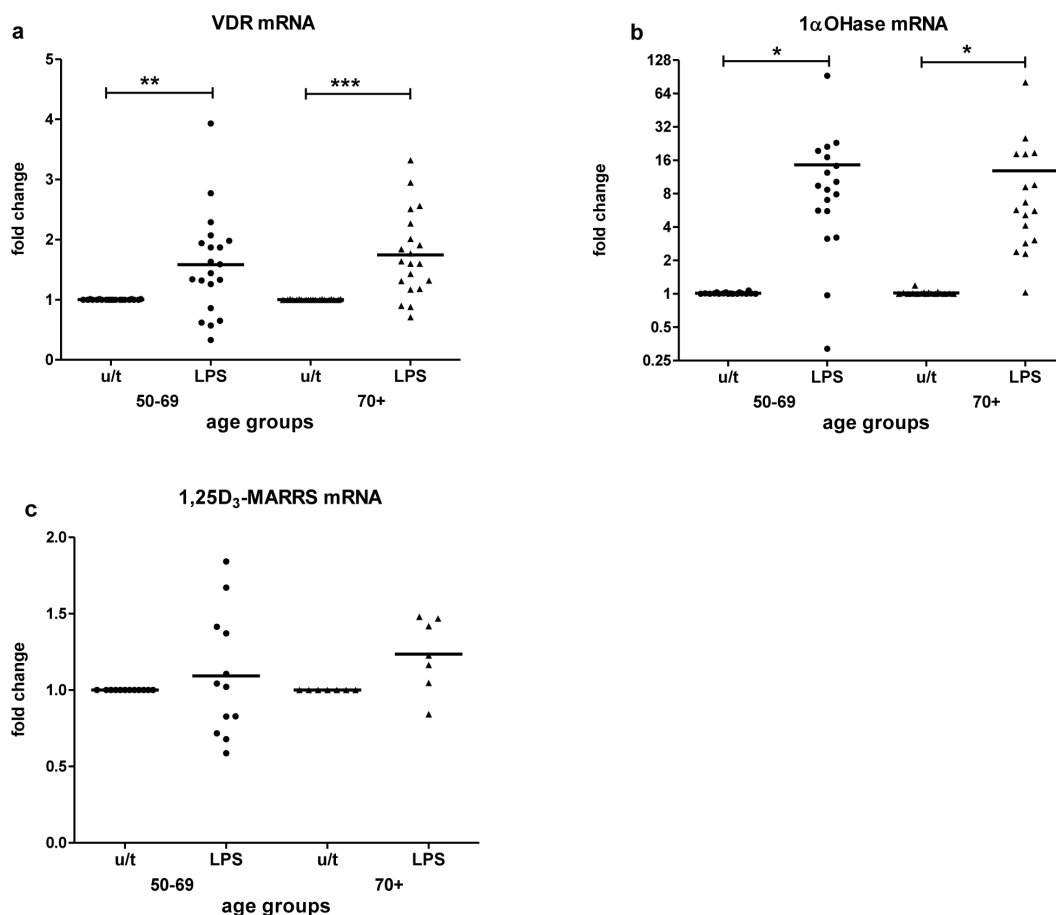 a
VDR mRNA
5
4
3
2
1
0
fold change
**
***
u/t LPS u/t LPS
50-69 70+
age groups
b
1αOHase mRNA
128
64
32
16
8
4
2
1
0.5
0.25
fold change
*
*
u/t LPS u/t LPS
50-69 70+
age groups
c
1,25D₃-MARRS mRNA
2.0
1.5
1.0
0.5
0.0
fold change
u/t LPS u/t LPS
50-69 70+
age groups